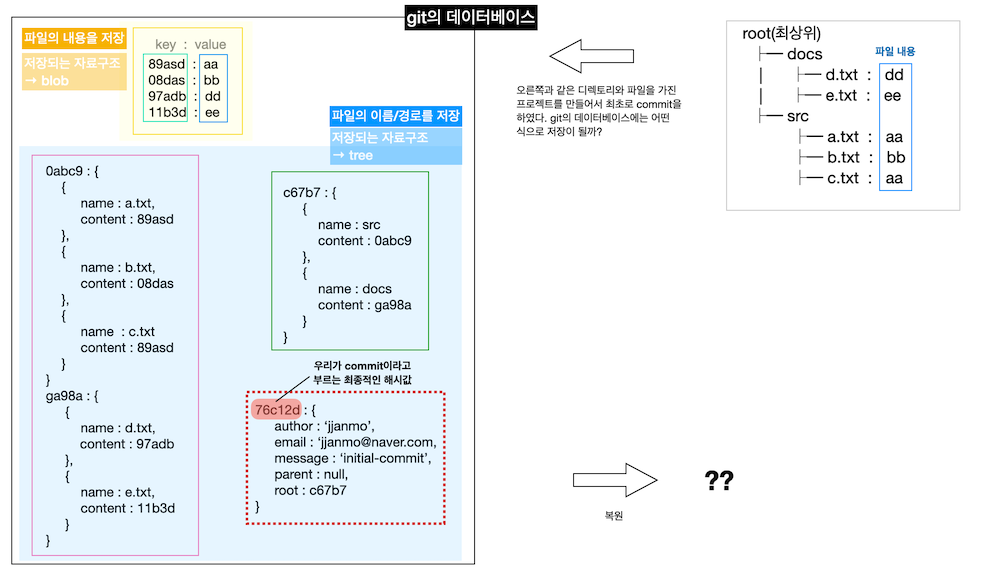 git의 데이터베이스
파일의 내용을 저장
저장되는 자료구조
→ blob
key : value
89asd : aa
08das : bb
97adb : dd
11b3d : ee
파일의 이름/경로를 저장
저장되는 자료구조
→ tree
0abc9 : {
{
name : a.txt,
content : 89asd
},
{
name : b.txt,
content : 08das
},
{
name : c.txt
content : 89asd
}
}
ga98a : {
{
name : d.txt,
content : 97adb
},
{
name : e.txt,
content : 11b3d
}
}
c67b7 : {
{
name : src
content : 0abc9
},
{
name : docs
content : ga98a
}
}
우리가 commit이라고
부르는 최종적인 해시값
76c12d : {
author : ‘jjanmo’,
email : ‘jjanmo@naver.com,
message : ‘initial-commit’,
parent : null,
root : c67b7
}
오른쪽과 같은 디렉토리와 파일을 가진
프로젝트를 만들어서 최초로 commit을
하였다. git의 데이터베이스에는 어떤
식으로 저장이 될까?
root(최상위)
docs
파일 내용
d.txt : dd
e.txt : ee
src
a.txt : aa
b.txt : bb
c.txt : aa
복원
??